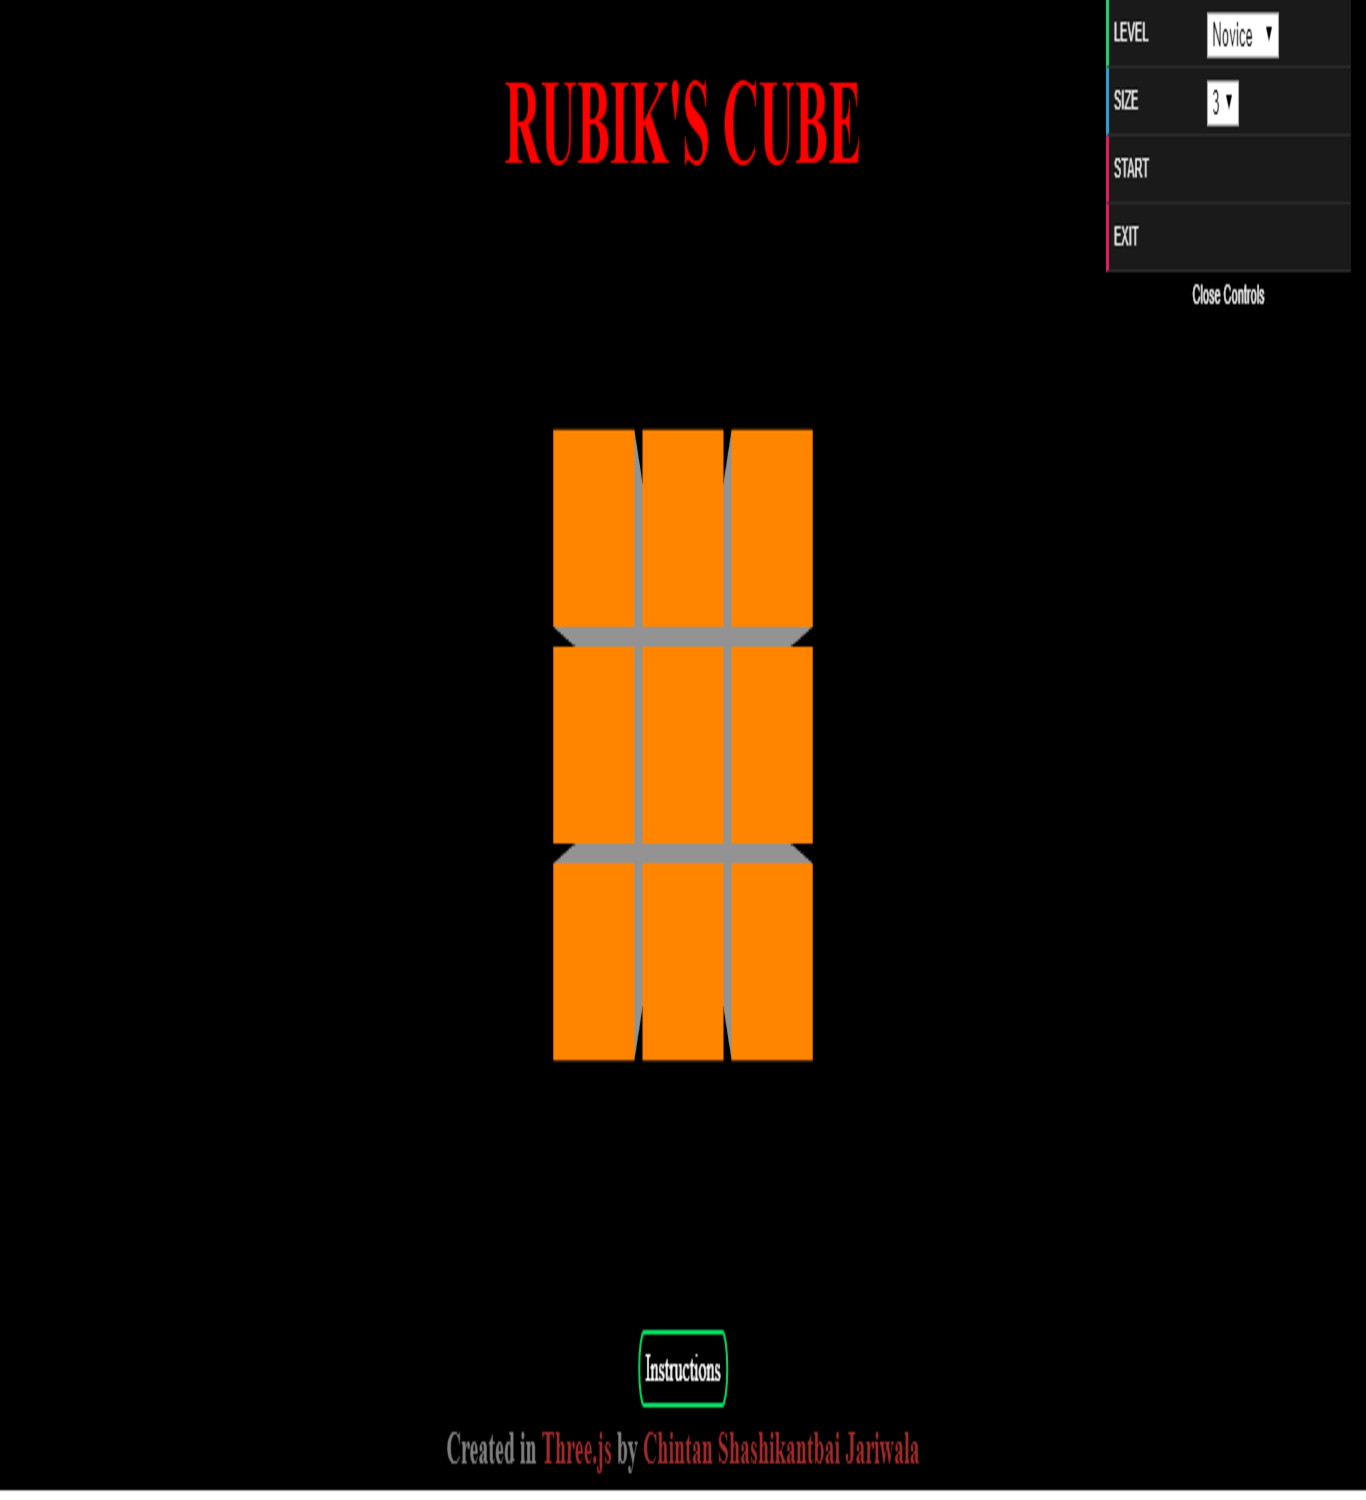 LEVEL Novice
SIZE 3
START
EXIT
Close Controls
RUBIK'S CUBE
Instructions
Created in Three.js by Chintan Shashikantbai Jariwala